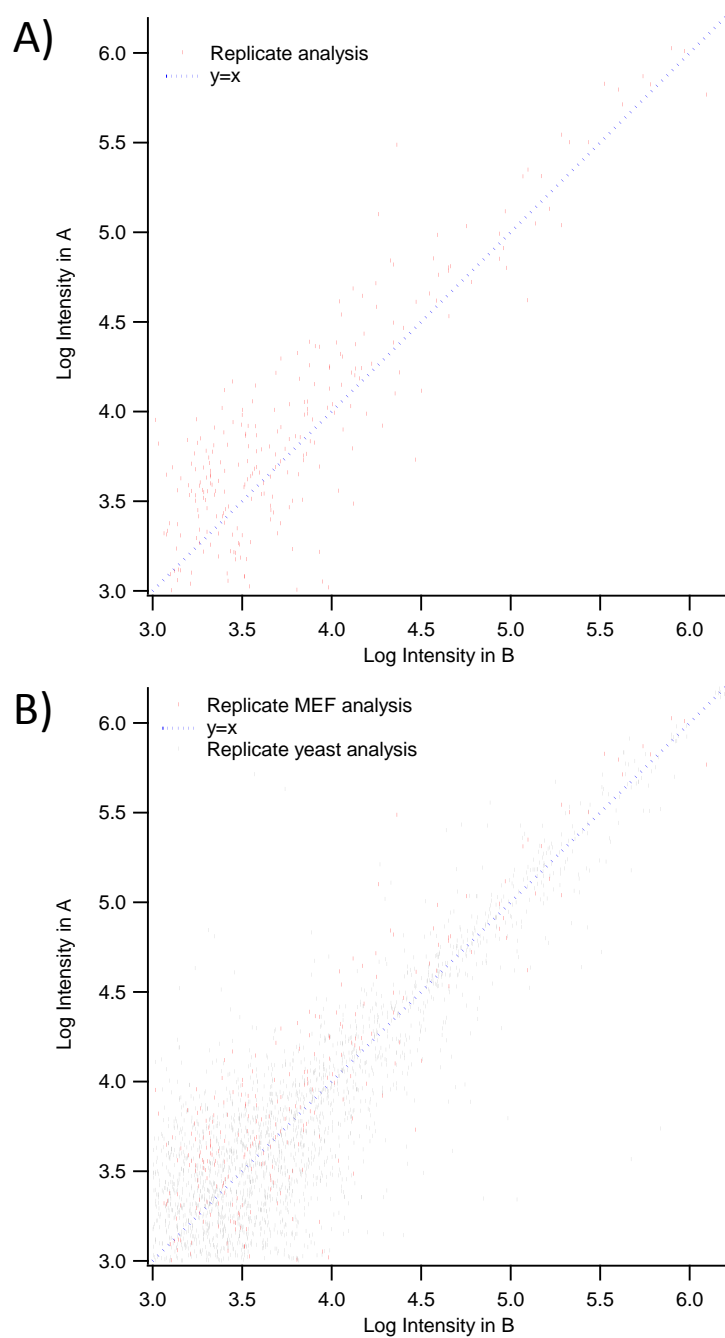 A)
Replicate analysis
y=x
6.0
5.5
5.0
4.5
4.0
3.5
3.0
Log Intensity in A
3.0 3.5 4.0 4.5 5.0 5.5 6.0
Log Intensity in B
B)
Replicate MEF analysis
y=x
Replicate yeast analysis
6.0
5.5
5.0
4.5
4.0
3.5
3.0
Log Intensity in A
3.0 3.5 4.0 4.5 5.0 5.5 6.0
Log Intensity in B